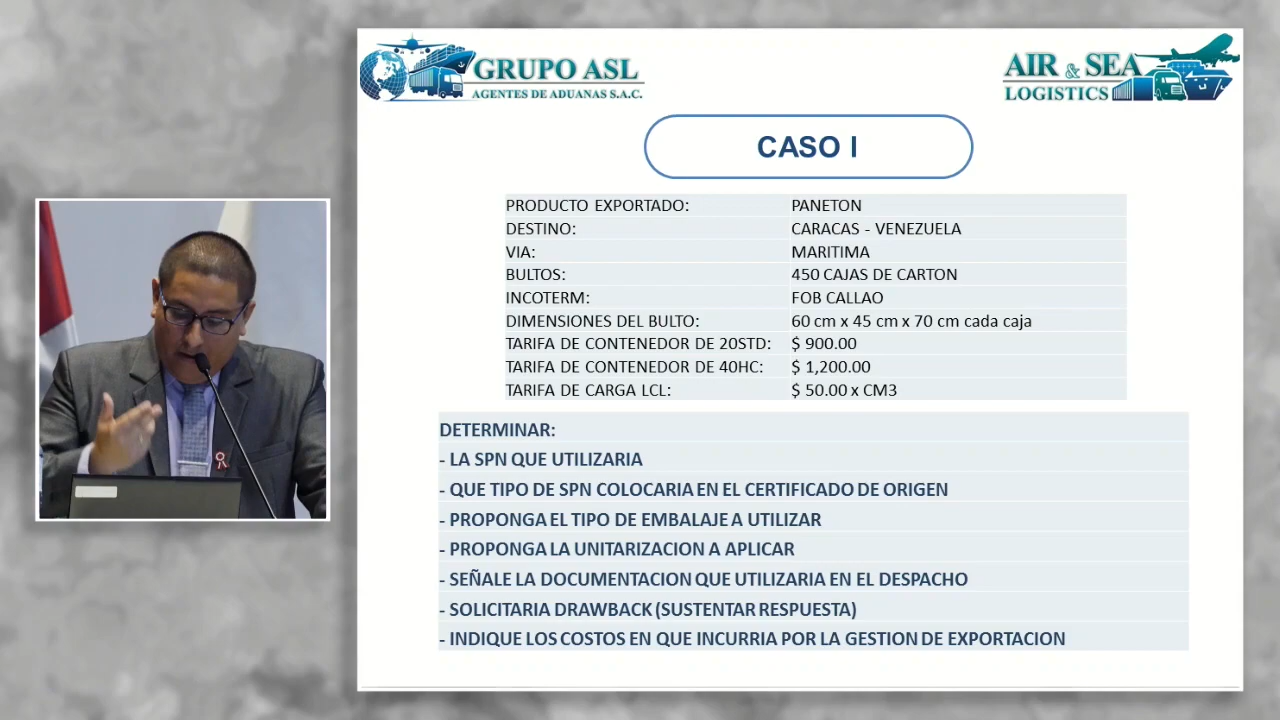 GRUPO ASL
AGENTES DE ADUANAS S.A.C.
AIR & SEA
LOGISTICS
CASO I
PRODUCTO EXPORTADO: PANETON
DESTINO: CARACAS - VENEZUELA
VIA: MARITIMA
BULTOS: 450 CAJAS DE CARTON
INCOTERM: FOB CALLAO
DIMENSIONES DEL BULTO: 60 cm x 45 cm x 70 cm cada caja
TARIFA DE CONTENEDOR DE 20STD: $ 900.00
TARIFA DE CONTENEDOR DE 40HC: $ 1,200.00
TARIFA DE CARGA LCL: $ 50.00 x CM3
DETERMINAR:
- LA SPN QUE UTILIZARIA
- QUE TIPO DE SPN COLOCARIA EN EL CERTIFICADO DE ORIGEN
- PROPONGA EL TIPO DE EMBALAJE A UTILIZAR
- PROPONGA LA UNITARIZACION A APLICAR
- SEÑALE LA DOCUMENTACION QUE UTILIZARIA EN EL DESPACHO
- SOLICITARIA DRAWBACK (SUSTENTAR RESPUESTA)
- INDIQUE LOS COSTOS EN QUE INCURRIA POR LA GESTION DE EXPORTACION